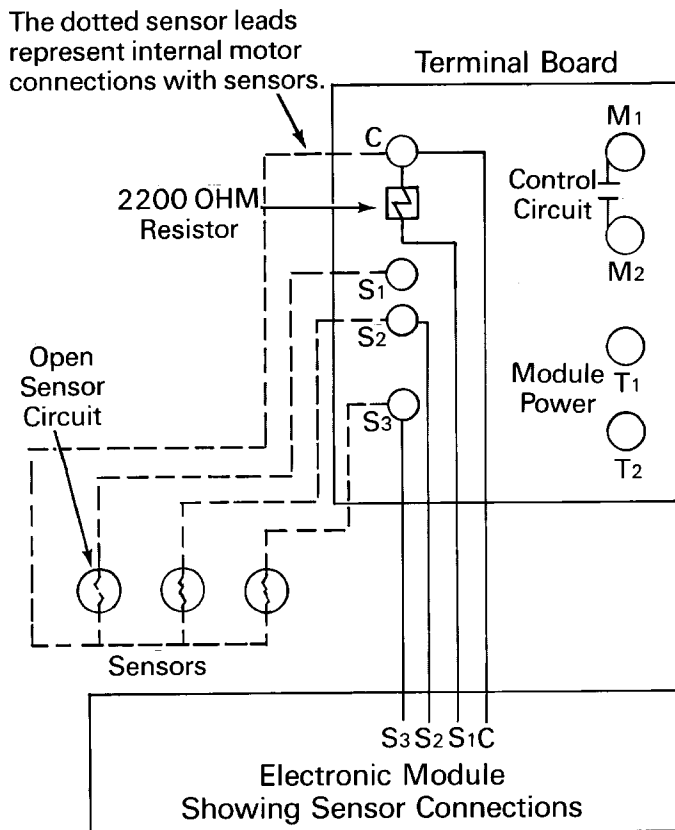 The dotted sensor leads
represent internal motor
connections with sensors.
Terminal Board
C
M1
2200 OHM
Resistor
Control
Circuit
M2
S1
S2
Open
Sensor
Circuit
Module
Power
T1
S3
T2
Sensors
S3 S2 S1 C
Electronic Module
Showing Sensor Connections